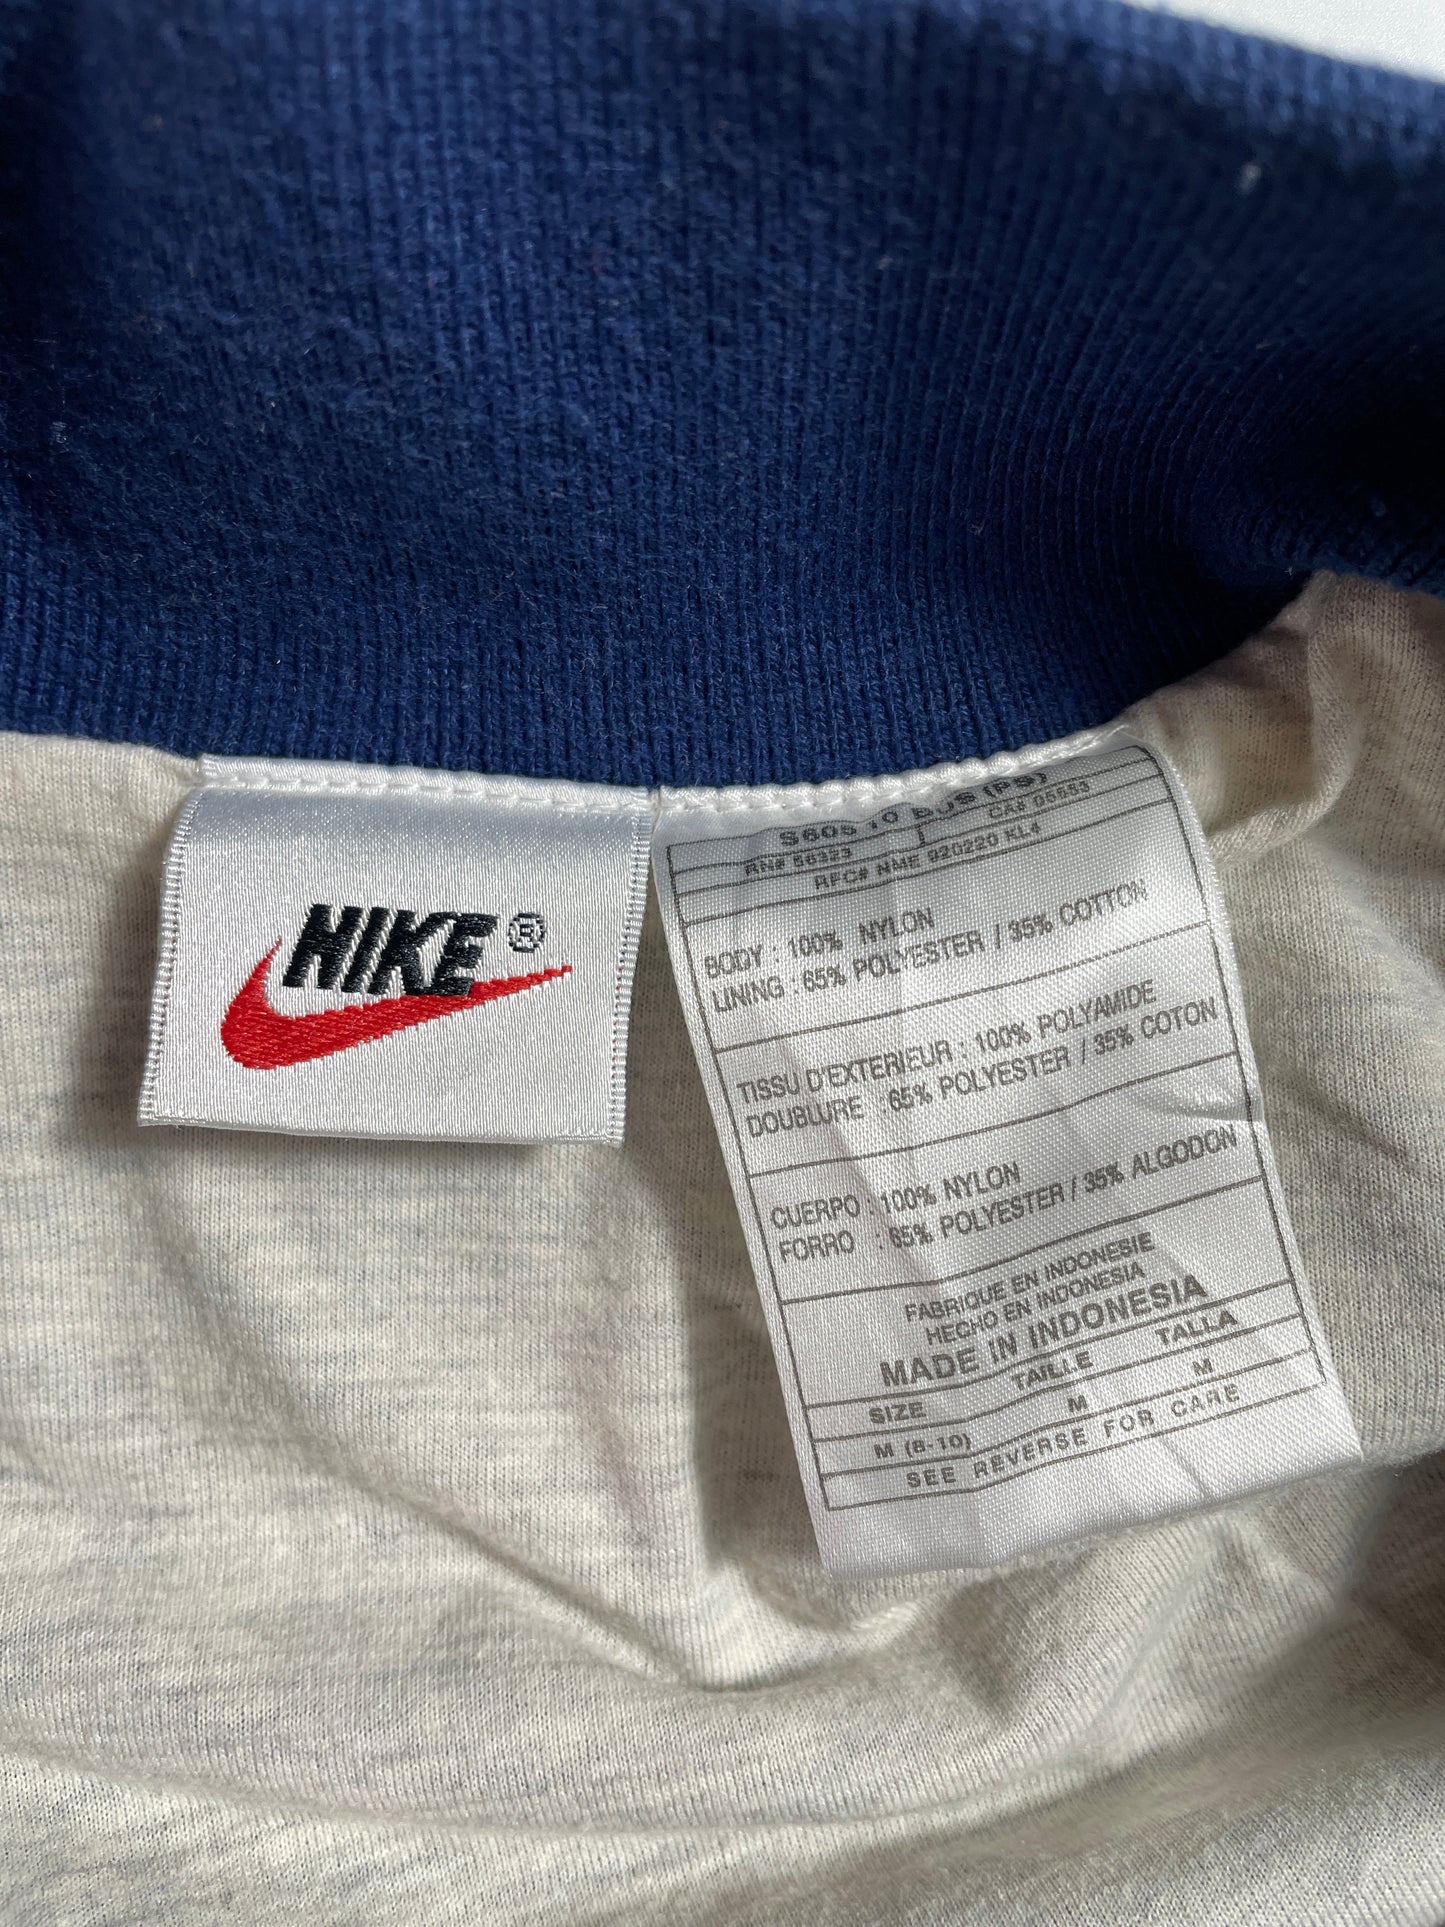 NIKE®
S605 10 BUS (PS)
RN# 56323 CA# 05553
RFC# NME 920220 KL4
BODY : 100% NYLON
LINING : 65% POLYESTER / 35% COTTON
TISSU D'EXTERIEUR : 100% POLYAMIDE
DOUBLURE : 65% POLYESTER / 35% COTON
CUERPO : 100% NYLON
FORRO : 65% POLYESTER / 35% ALGODON
FABRIQUE EN INDONESIE
HECHO EN INDONESIA
MADE IN INDONESIA
SIZE TAILLE TALLA
M (8-10) M M
SEE REVERSE FOR CARE